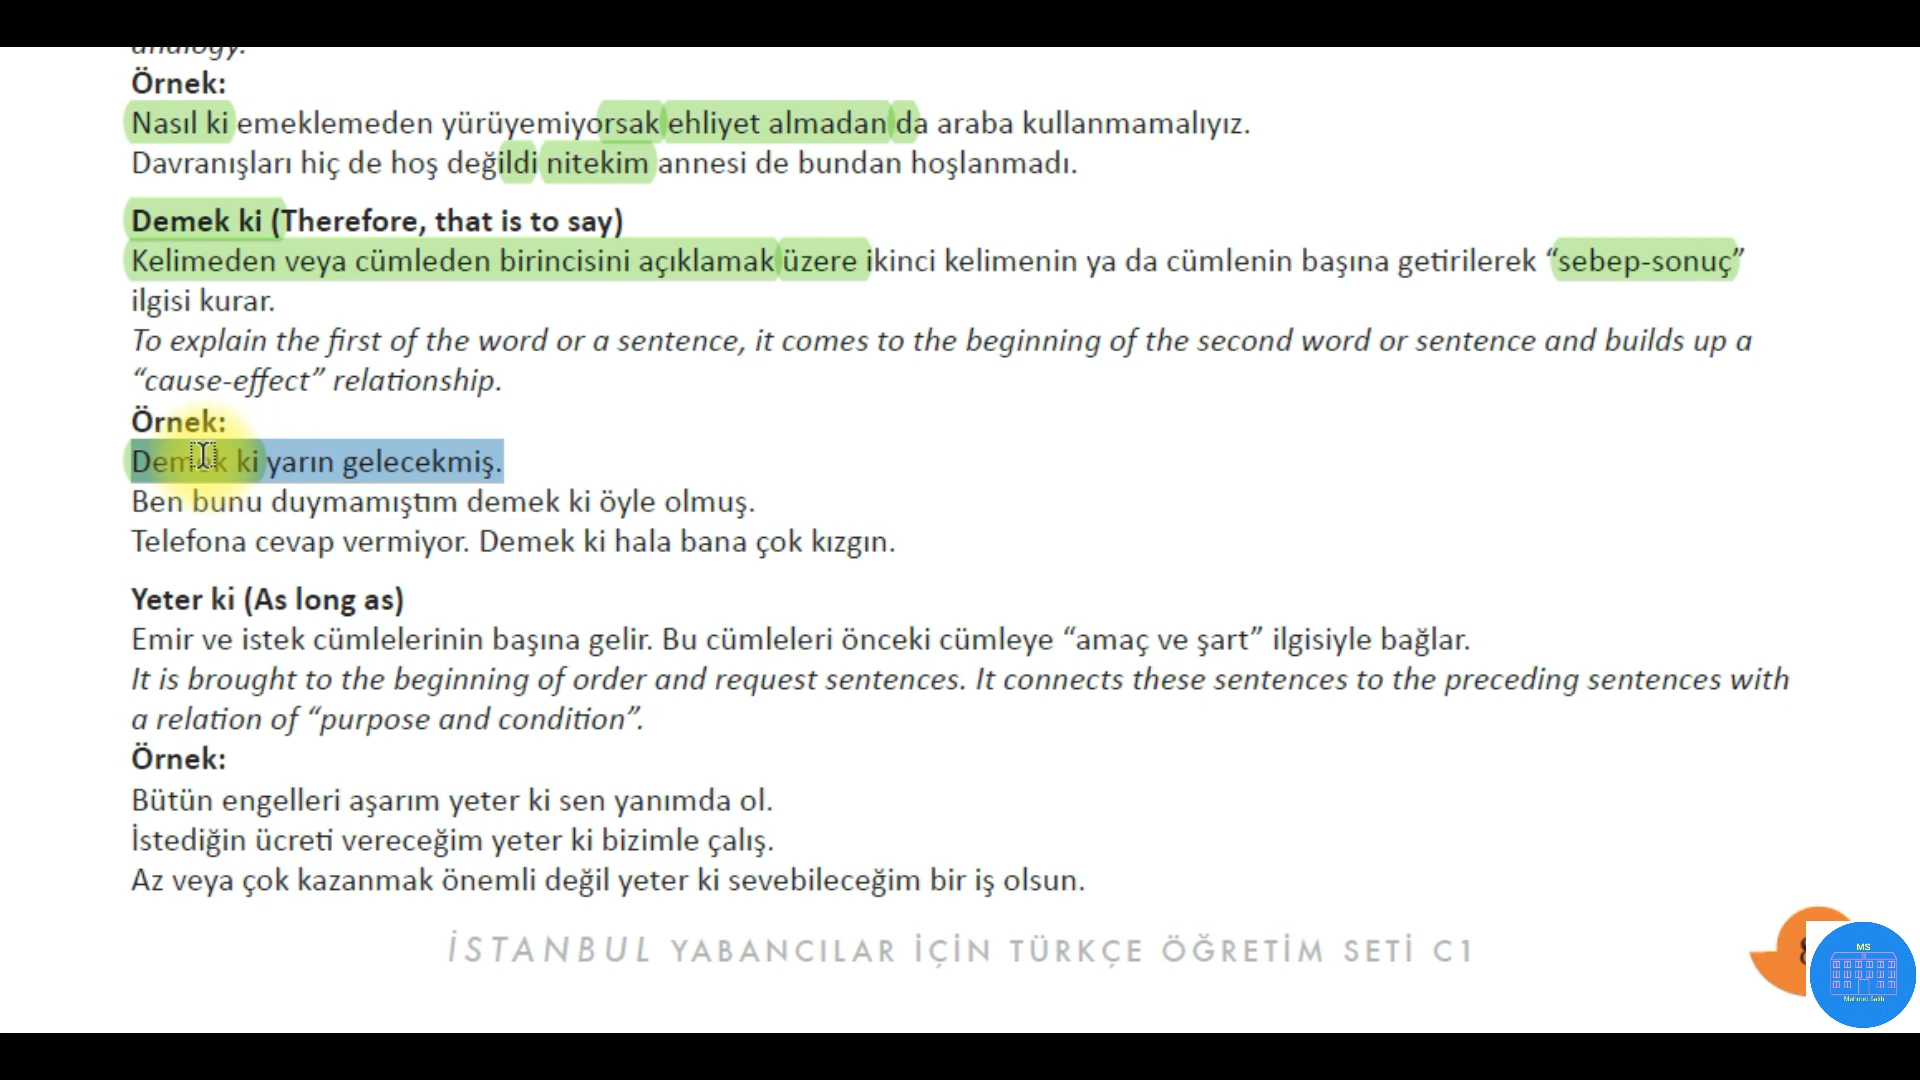 analogy.
Örnek:
Nasıl ki emeklemeden yürüyemiyorsak ehliyet almadan da araba kullanmamalıyız.
Davranışları hiç de hoş değildi nitekim annesi de bundan hoşlanmadı.
Demek ki (Therefore, that is to say)
Kelimeden veya cümleden birincisini açıklamak üzere ikinci kelimenin ya da cümlenin başına getirilerek “sebep-sonuç”
ilgisi kurar.
To explain the first of the word or a sentence, it comes to the beginning of the second word or sentence and builds up a
“cause-effect” relationship.
Örnek:
Demek ki yarın gelecekmiş.
Ben bunu duymamıştım demek ki öyle olmuş.
Telefona cevap vermiyor. Demek ki hala bana çok kızgın.
Yeter ki (As long as)
Emir ve istek cümlelerinin başına gelir. Bu cümleleri önceki cümleye “amaç ve şart” ilgisiyle bağlar.
It is brought to the beginning of order and request sentences. It connects these sentences to the preceding sentences with
a relation of “purpose and condition”.
Örnek:
Bütün engelleri aşarım yeter ki sen yanımda ol.
İstediğin ücreti vereceğim yeter ki bizimle çalış.
Az veya çok kazanmak önemli değil yeter ki sevebileceğim bir iş olsun.
İSTANBUL YABANCILAR İÇİN TÜRKÇE ÖĞRETİM SETİ C1
MS
Mehmet Salih